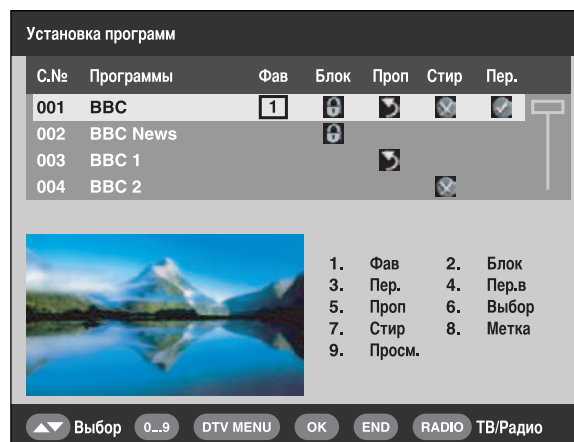 Установка программ
С.№ Программы Фав Блок Проп Стир Пер.
001 BBC 1
002 BBC News
003 BBC 1
004 BBC 2
1. Фав 2. Блок
3. Пер. 4. Пер.в
5. Проп 6. Выбор
7. Стир 8. Метка
9. Просм.
Выбор 0...9 DTV MENU OK END RADIO ТВ/Радио